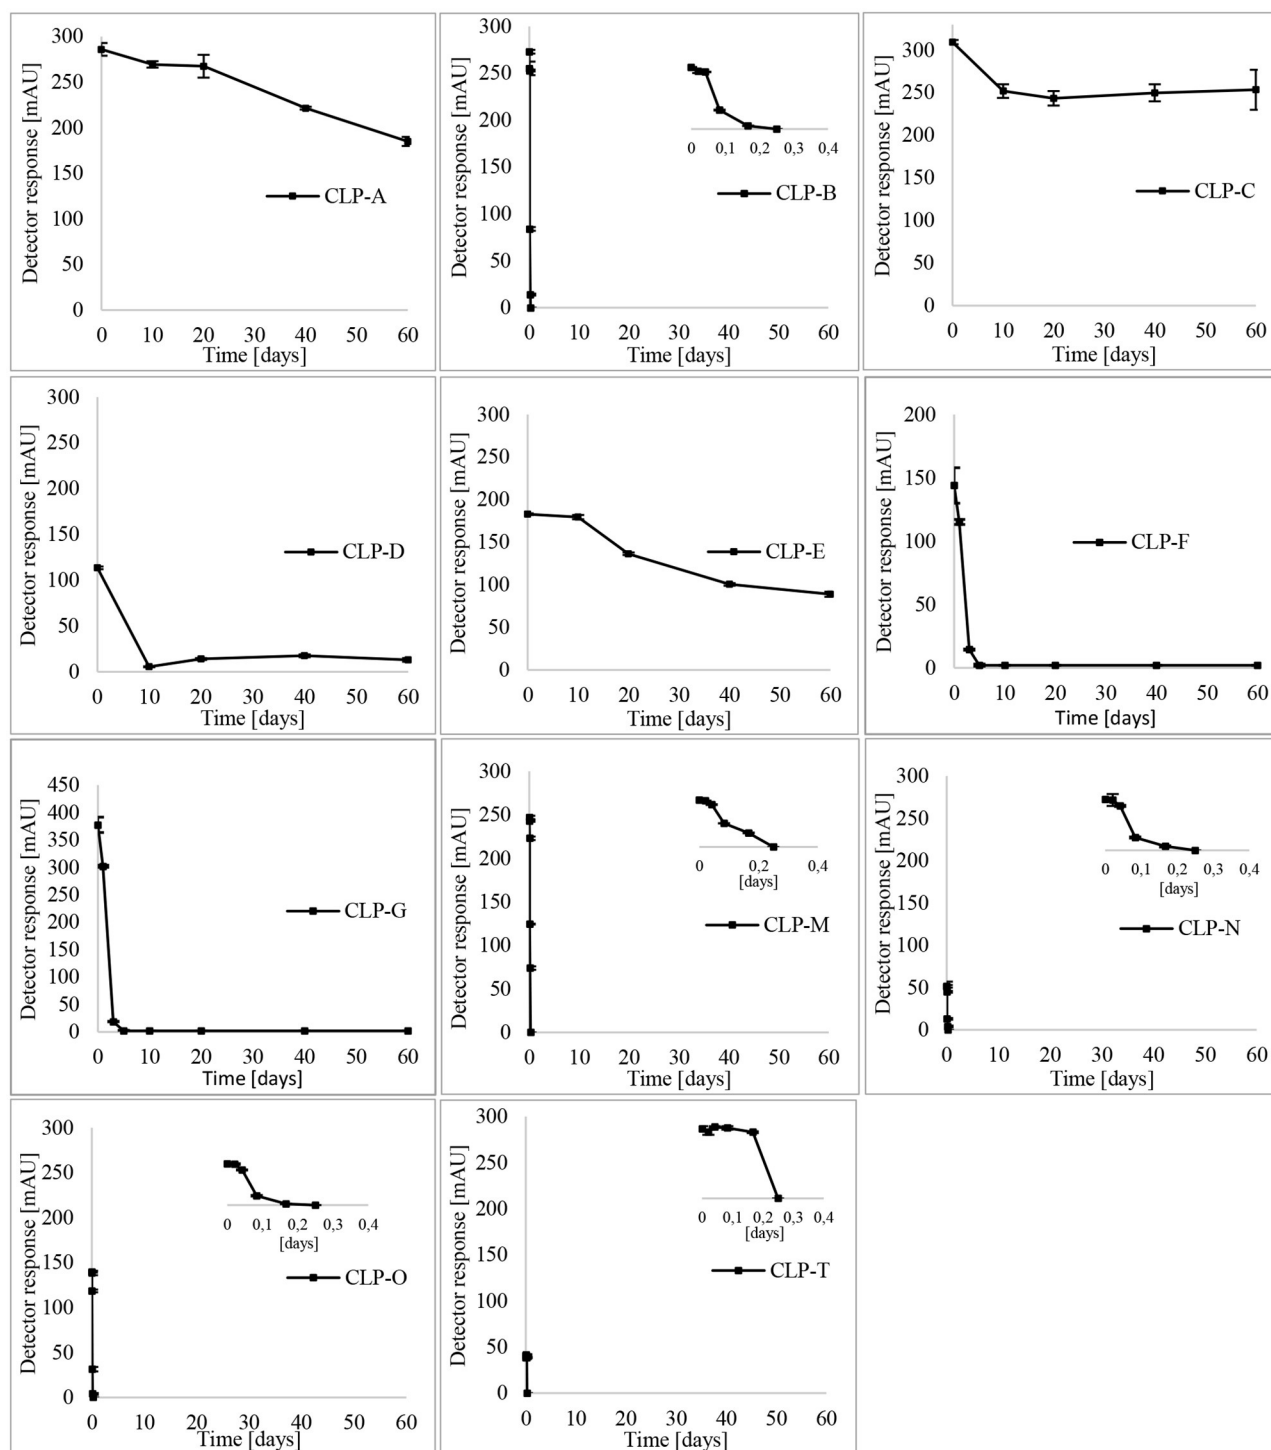 Detector response [mAU]
300
250
200
150
100
50
0
CLP-A
0 10 20 30 40 50 60
Time [days]
Detector response [mAU]
300
250
200
150
100
50
0
0 0,1 0,2 0,3 0,4
CLP-B
0 10 20 30 40 50 60
Time [days]
Detector response [mAU]
300
250
200
150
100
50
0
CLP-C
0 10 20 30 40 50 60
Time [days]
Detector response [mAU]
300
250
200
150
100
50
0
CLP-D
0 10 20 30 40 50 60
Time [days]
Detector response [mAU]
300
250
200
150
100
50
0
CLP-E
0 10 20 30 40 50 60
Time [days]
Detector response [mAU]
200
150
100
50
0
CLP-F
0 10 20 30 40 50 60
Time [days]
Detector response [mAU]
450
400
350
300
250
200
150
100
50
0
CLP-G
0 10 20 30 40 50 60
Time [days]
Detector response [mAU]
300
250
200
150
100
50
0
0 0,2 0,4
[days]
CLP-M
0 10 20 30 40 50 60
Time [days]
Detector response [mAU]
300
250
200
150
100
50
0
0 0,1 0,2 0,3 0,4
[days]
CLP-N
0 10 20 30 40 50 60
Time [days]
Detector response [mAU]
300
250
200
150
100
50
0
0 0,1 0,2 0,3 0,4
[days]
CLP-O
0 10 20 30 40 50 60
Time [days]
Detector response [mAU]
300
250
200
150
100
50
0
0 0,1 0,2 0,3 0,4
[days]
CLP-T
0 10 20 30 40 50 60
Time [days]